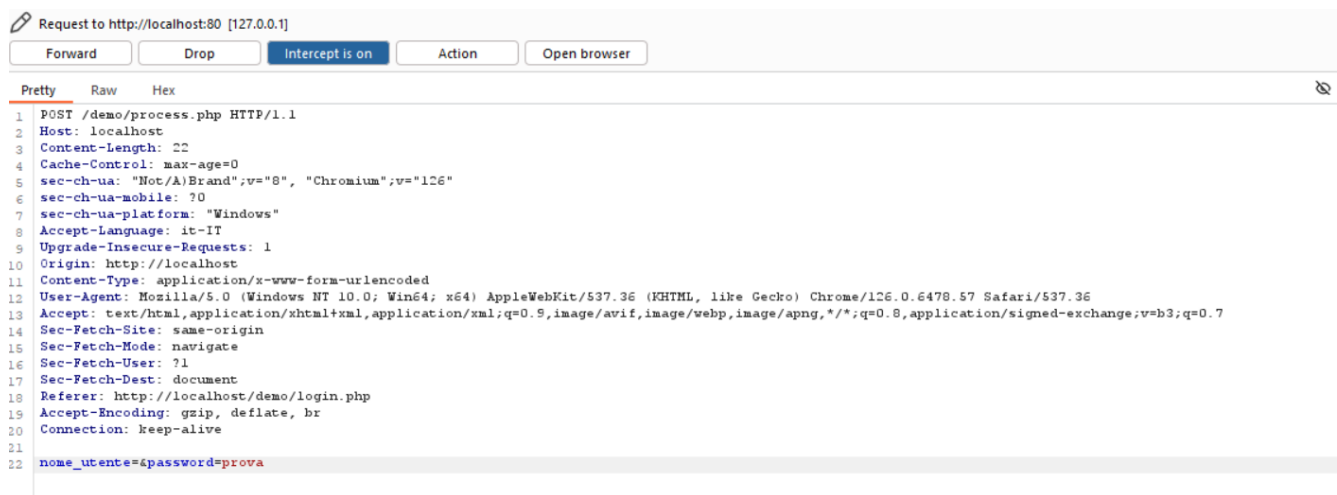 Request to http://localhost:80 [127.0.0.1]
Forward Drop Intercept is on Action Open browser
Pretty Raw Hex
1 POST /demo/process.php HTTP/1.1
2 Host: localhost
3 Content-Length: 22
4 Cache-Control: max-age=0
5 sec-ch-ua: "Not/A)Brand";v="8", "Chromium";v="126"
6 sec-ch-ua-mobile: ?0
7 sec-ch-ua-platform: "Windows"
8 Accept-Language: it-IT
9 Upgrade-Insecure-Requests: 1
10 Origin: http://localhost
11 Content-Type: application/x-www-form-urlencoded
12 User-Agent: Mozilla/5.0 (Windows NT 10.0; Win64; x64) AppleWebKit/537.36 (KHTML, like Gecko) Chrome/126.0.6478.57 Safari/537.36
13 Accept: text/html,application/xhtml+xml,application/xml;q=0.9,image/avif,image/webp,image/apng,*/*;q=0.8,application/signed-exchange;v=b3;q=0.7
14 Sec-Fetch-Site: same-origin
15 Sec-Fetch-Mode: navigate
16 Sec-Fetch-User: ?1
17 Sec-Fetch-Dest: document
18 Referer: http://localhost/demo/login.php
19 Accept-Encoding: gzip, deflate, br
20 Connection: keep-alive
21
22 nome_utente=&password=prova